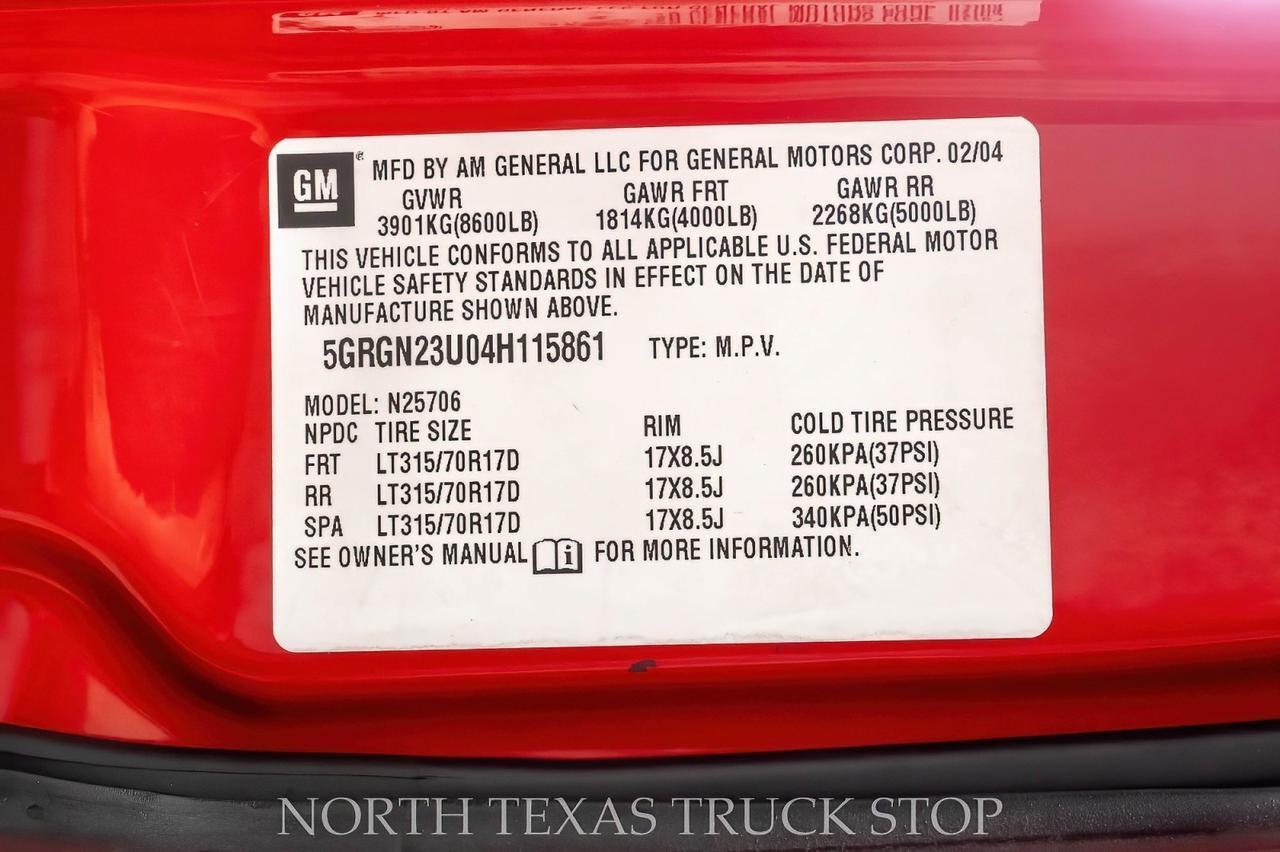 GM
MFD BY AM GENERAL LLC FOR GENERAL MOTORS CORP. 02/04
GVWR GAWR FRT GAWR RR
3901KG(8600LB) 1814KG(4000LB) 2268KG(5000LB)
THIS VEHICLE CONFORMS TO ALL APPLICABLE U.S. FEDERAL MOTOR
VEHICLE SAFETY STANDARDS IN EFFECT ON THE DATE OF
MANUFACTURE SHOWN ABOVE.
5GRGN23U04H115861 TYPE: M.P.V.
MODEL: N25706
NPDC TIRE SIZE RIM COLD TIRE PRESSURE
FRT LT315/70R17D 17X8.5J 260KPA(37PSI)
RR LT315/70R17D 17X8.5J 260KPA(37PSI)
SPA LT315/70R17D 17X8.5J 340KPA(50PSI)
SEE OWNER'S MANUAL i FOR MORE INFORMATION.
NORTH TEXAS TRUCK STOP